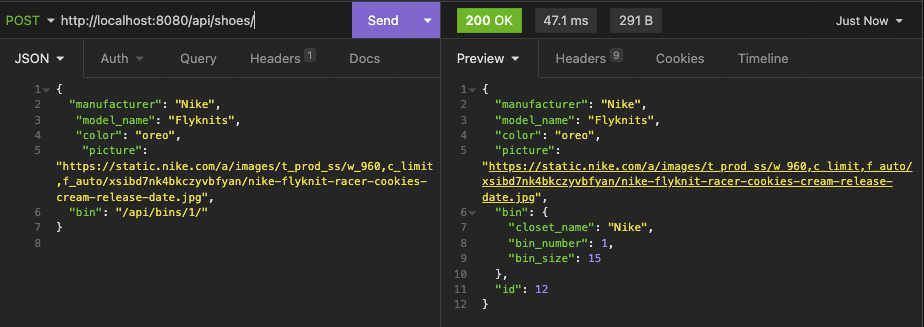 POST http://localhost:8080/api/shoes/ Send 200 OK 47.1 ms 291 B Just Now
JSON Auth Query Headers 1 Docs Preview Headers 9 Cookies Timeline
1 {
2 "manufacturer": "Nike",
3 "model_name": "Flyknits",
4 "color": "oreo",
5 "picture":
"https://static.nike.com/a/images/t_prod_ss/w_960,c_limit
,f_auto/xsibd7nk4bkczyvbfyan/nike-flyknit-racer-cookies-
cream-release-date.jpg",
6 "bin": "/api/bins/1/"
7 }
8
1 {
2 "manufacturer": "Nike",
3 "model_name": "Flyknits",
4 "color": "oreo",
5 "picture":
"https://static.nike.com/a/images/t_prod_ss/w_960,c_limit,f_auto/
xsibd7nk4bkczyvbfyan/nike-flyknit-racer-cookies-cream-release-
date.jpg",
6 "bin": {
7 "closet_name": "Nike",
8 "bin_number": 1,
9 "bin_size": 15
10 },
11 "id": 12
12 }